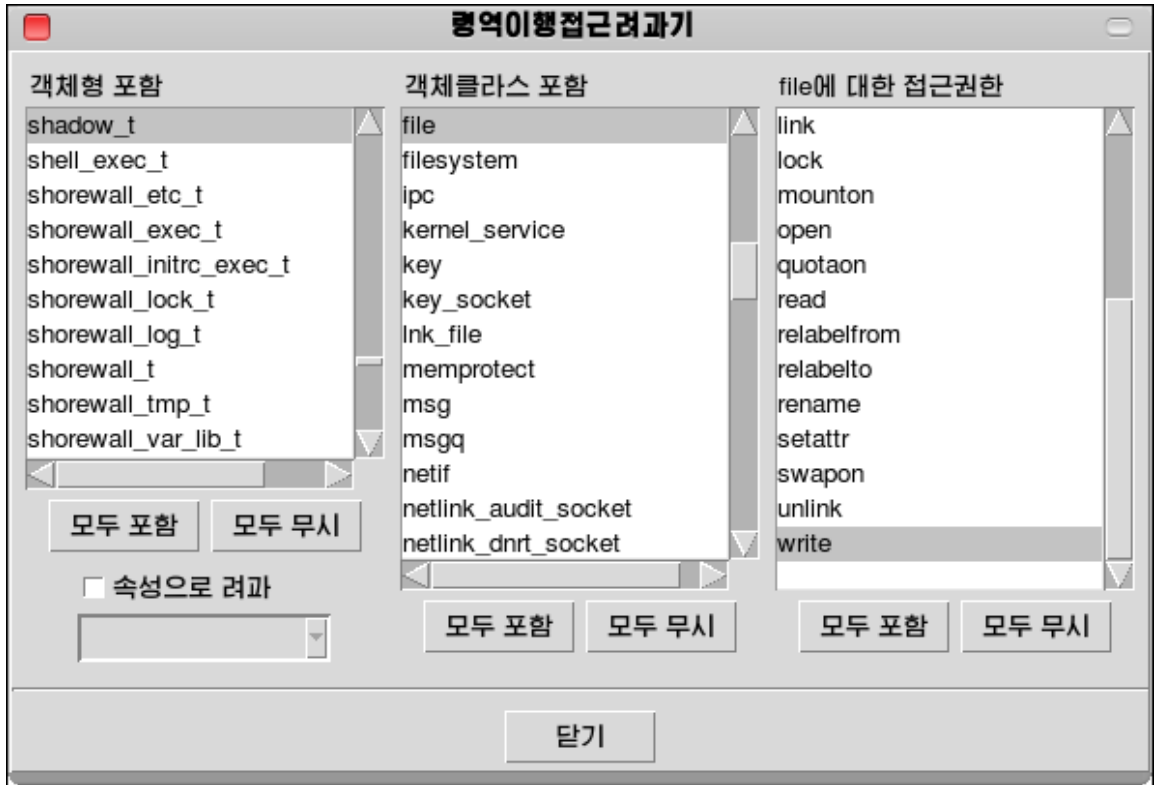 령역이행접근려과기
객체형 포함
shadow_t
shell_exec_t
shorewall_etc_t
shorewall_exec_t
shorewall_initrc_exec_t
shorewall_lock_t
shorewall_log_t
shorewall_t
shorewall_tmp_t
shorewall_var_lib_t
모두 포함 모두 무시
속성으로 려과
객체클라스 포함
file
filesystem
ipc
kernel_service
key
key_socket
lnk_file
memprotect
msg
msgq
netif
netlink_audit_socket
netlink_dnrt_socket
모두 포함 모두 무시
file에 대한 접근권한
link
lock
mounton
open
quotaon
read
relabelfrom
relabelto
rename
setattr
swapon
unlink
write
모두 포함 모두 무시
닫기